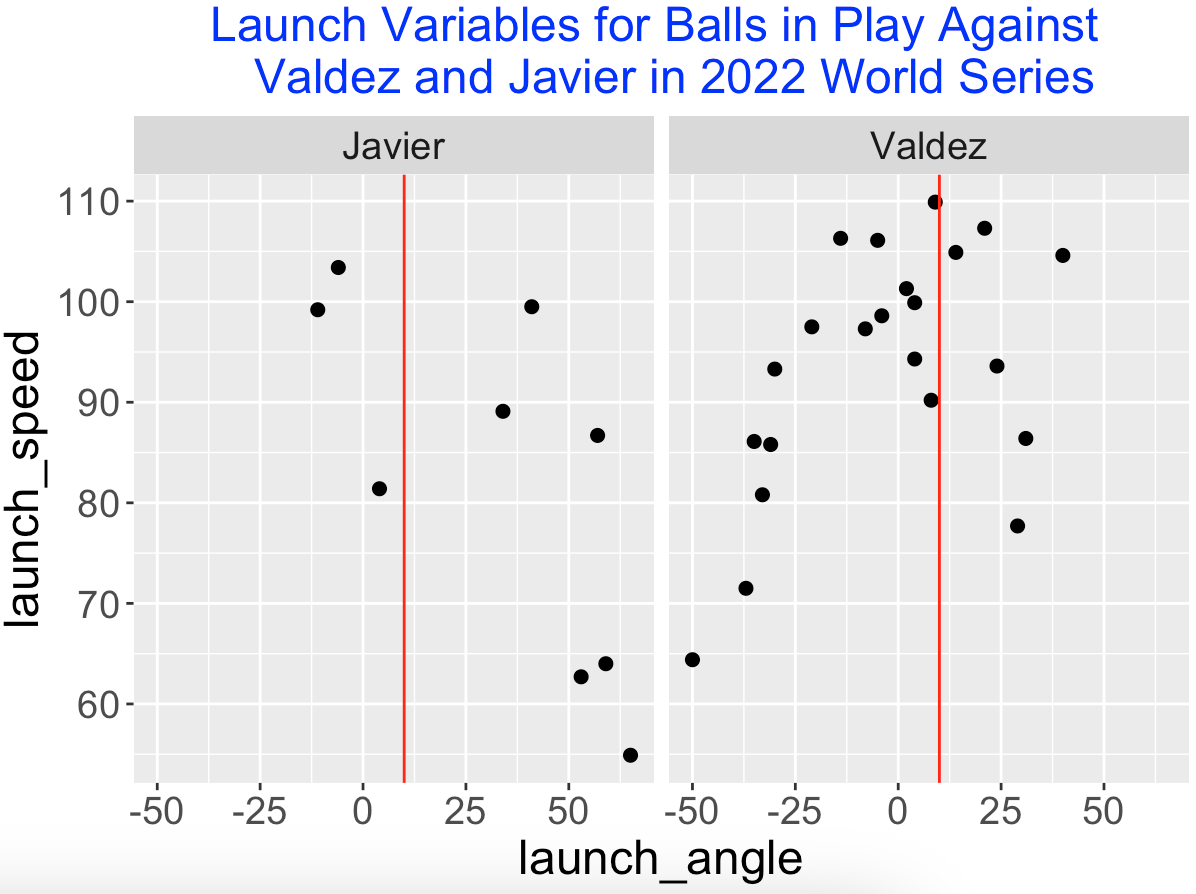 Launch Variables for Balls in Play Against
Valdez and Javier in 2022 World Series
Javier
Valdez
launch_speed
110
100
90
80
70
60
-50 -25 0 25 50
-50 -25 0 25 50
launch_angle